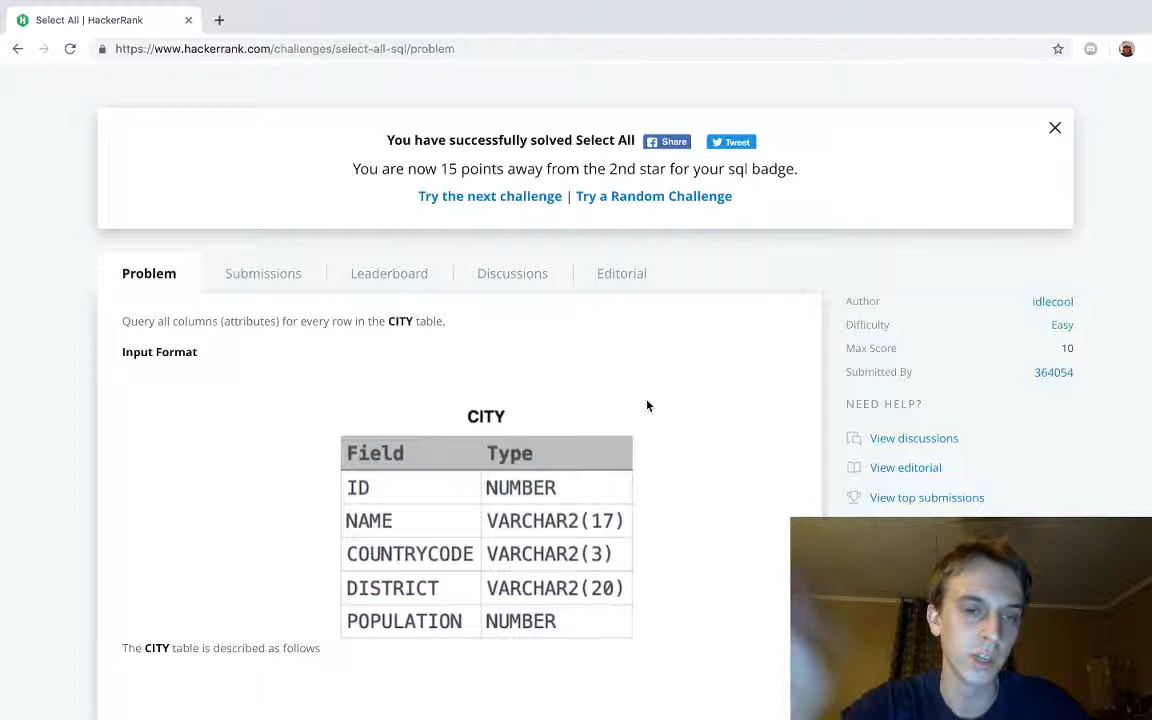 Select All | HackerRank
https://www.hackerrank.com/challenges/select-all-sql/problem
You have successfully solved Select All Share Tweet
You are now 15 points away from the 2nd star for your sql badge.
Try the next challenge | Try a Random Challenge
Problem Submissions Leaderboard Discussions Editorial
Query all columns (attributes) for every row in the CITY table.
Input Format
CITY
Field Type
ID NUMBER
NAME VARCHAR2(17)
COUNTRYCODE VARCHAR2(3)
DISTRICT VARCHAR2(20)
POPULATION NUMBER
The CITY table is described as follows
Author idlecool
Difficulty Easy
Max Score 10
Submitted By 364054
NEED HELP?
View discussions
View editorial
View top submissions